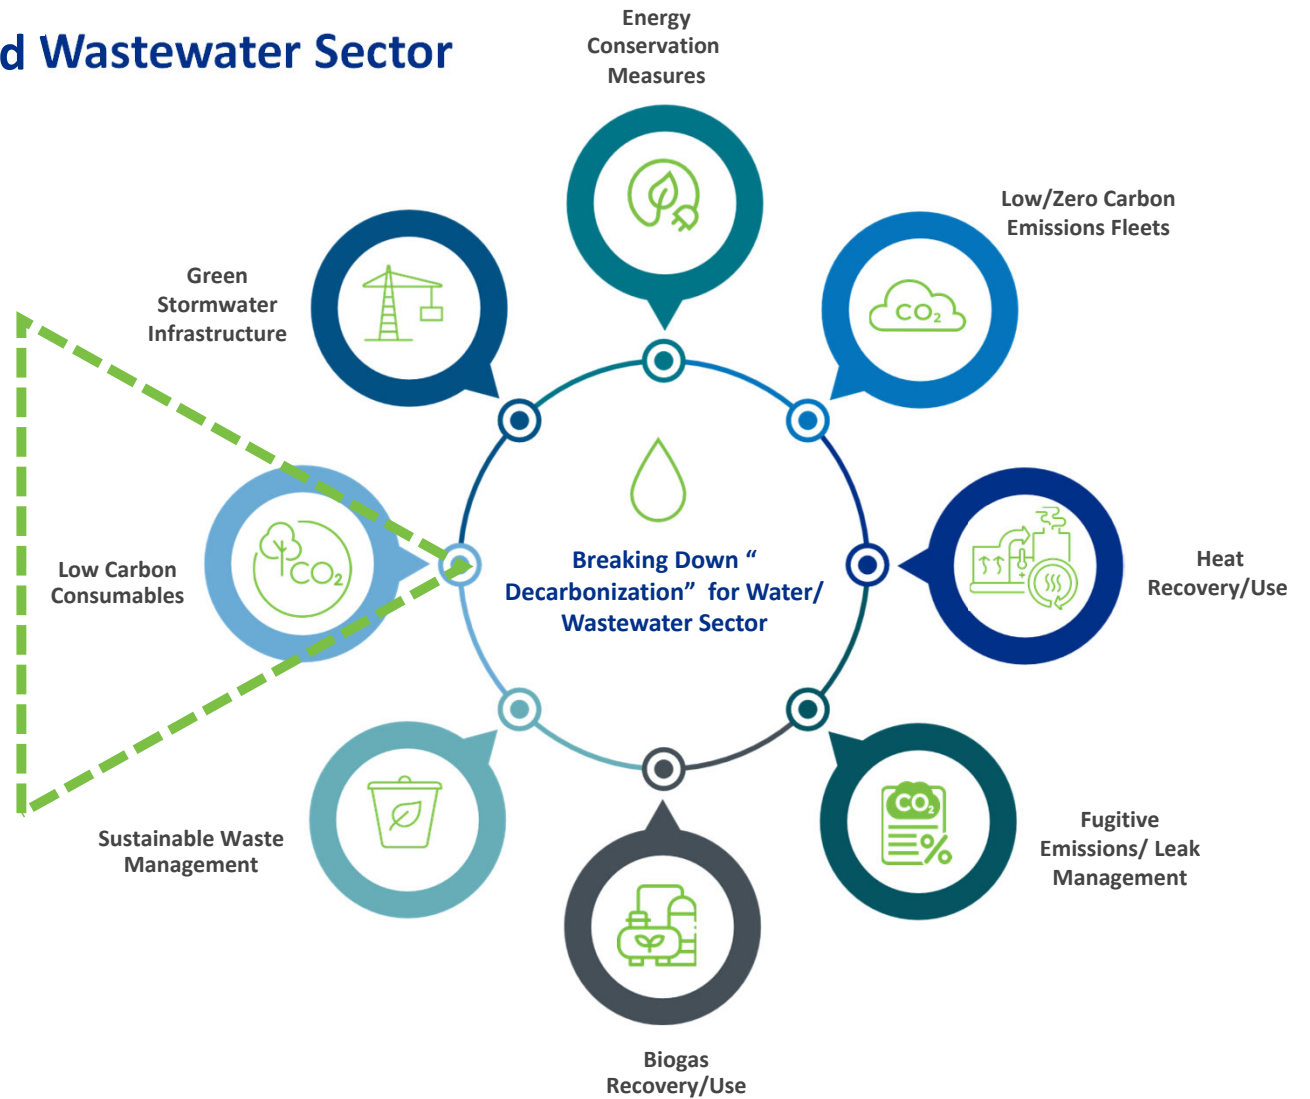 d Wastewater Sector
Energy
Conservation
Measures
Low/Zero Carbon
Emissions Fleets
CO₂
Green
Stormwater
Infrastructure
Breaking Down “
Decarbonization” for Water/
Wastewater Sector
Heat
Recovery/Use
Low Carbon
Consumables
CO₂
Fugitive
Emissions/ Leak
Management
CO₂
%
Sustainable Waste
Management
Biogas
Recovery/Use